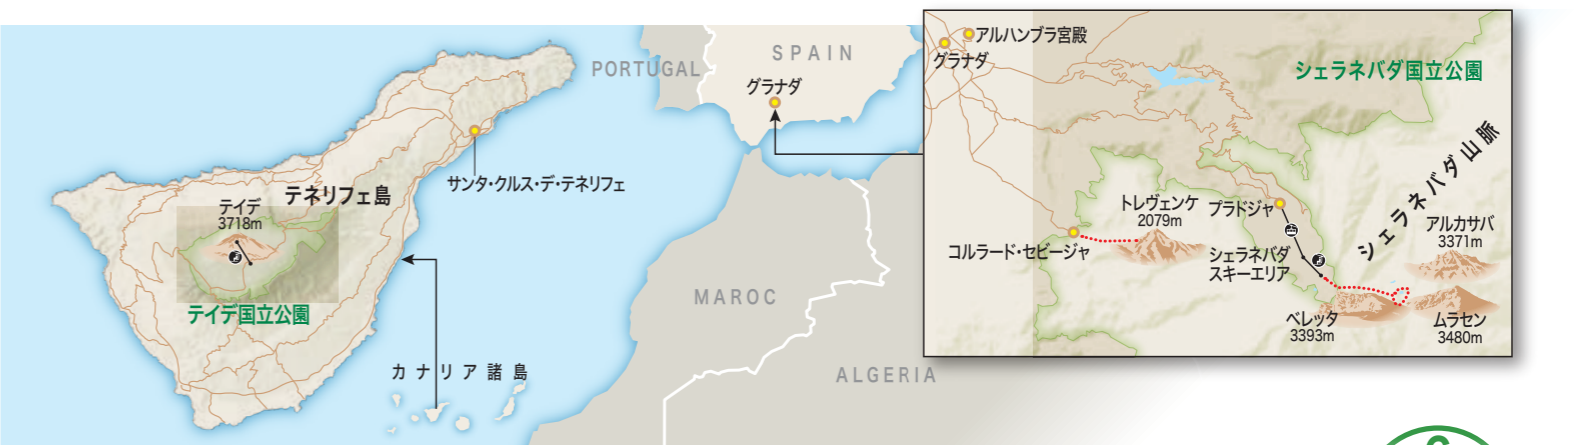 PORTUGAL
SPAIN
グラナダ
サンタ・クルス・デ・テネリフェ
テネリフェ島
テイデ
3718m
テイデ国立公園
カナリア諸島
MAROC
ALGERIA
アルハンブラ宮殿
グラナダ
シェラネバダ国立公園
シェラネバダ山脈
トレヴェンケ
2079m
プラドジャ
コルラード・セビージャ
シェラネバダ
スキーエリア
アルカサバ
3371m
ベレッタ
3393m
ムラセン
3480m